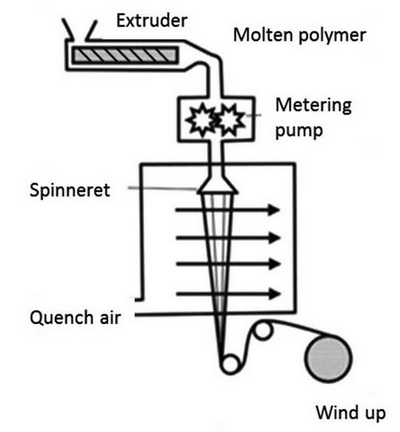 Extruder
Molten polymer
Metering
pump
Spinneret
Quench air
Wind up